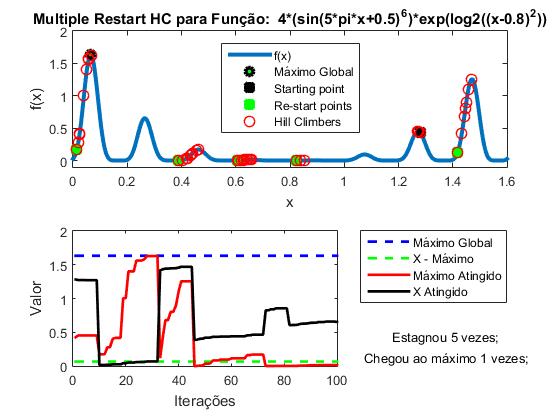 Multiple Restart HC para Função: 4*(sin(5*pi*x+0.5)^6)*exp(log2((x-0.8)^2))
2
1.5
1
0.5
0
f(x)
f(x)
Máximo Global
Starting point
Re-start points
Hill Climbers
0 0.2 0.4 0.6 0.8 1 1.2 1.4 1.6
x
2
1.5
1
0.5
0
Valor
0 20 40 60 80 100
Iterações
Máximo Global
X - Máximo
Máximo Atingido
X Atingido
Estagnou 5 vezes;
Chegou ao máximo 1 vezes;